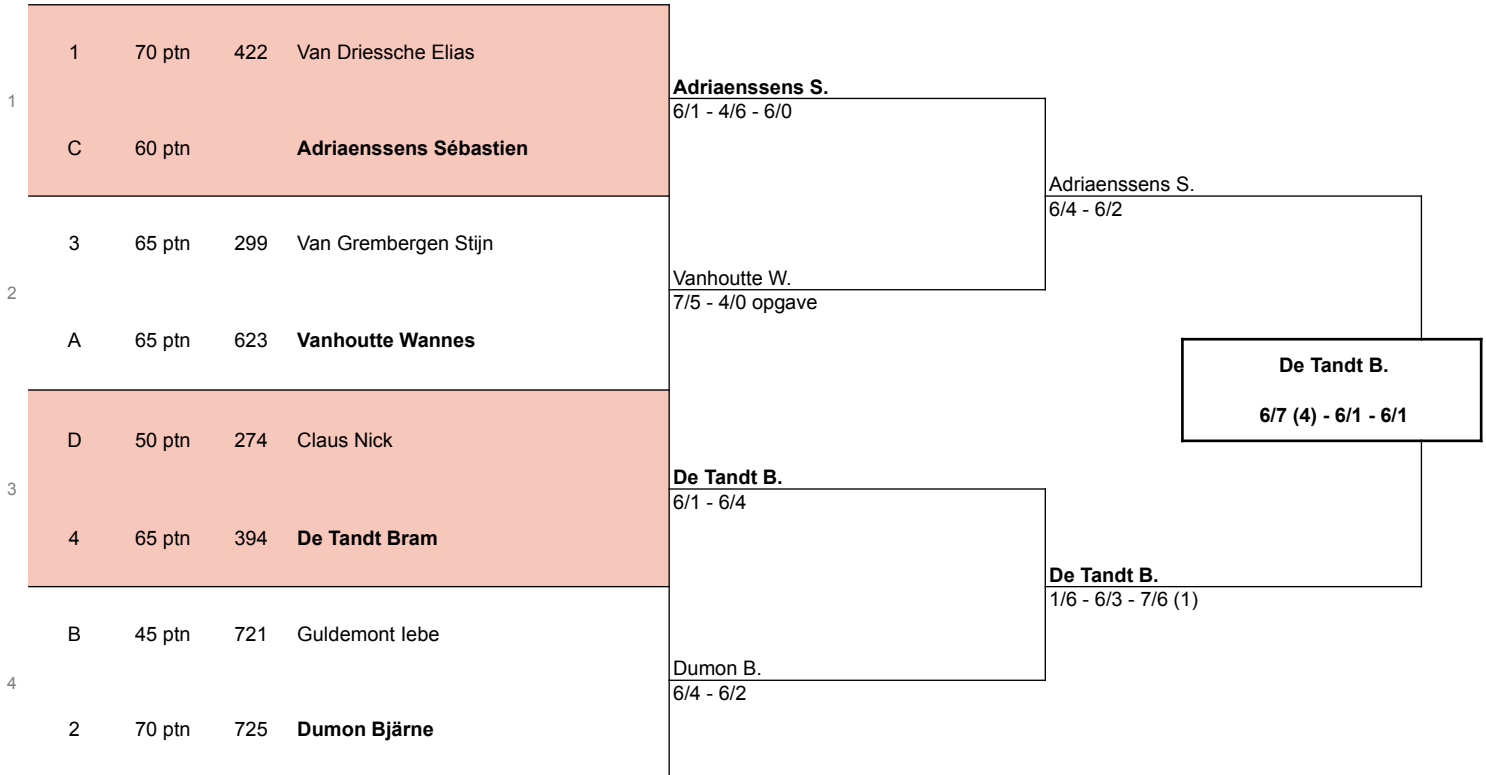 1 70 ptn 422 Van Driessche Elias
Adriaenssens S.
1
6/1 - 4/6 - 6/0
C 60 ptn Adriaenssens Sébastien
Adriaenssens S.
6/4 - 6/2
3 65 ptn 299 Van Grembergen Stijn
Vanhoutte W.
2
7/5 - 4/0 opgave
A 65 ptn 623 Vanhoutte Wannes
De Tandt B.
6/7 (4) - 6/1 - 6/1
D 50 ptn 274 Claus Nick
De Tandt B.
3
6/1 - 6/4
4 65 ptn 394 De Tandt Bram
De Tandt B.
1/6 - 6/3 - 7/6 (1)
B 45 ptn 721 Guldemont Iebe
Dumon B.
4
6/4 - 6/2
2 70 ptn 725 Dumon Bjärne